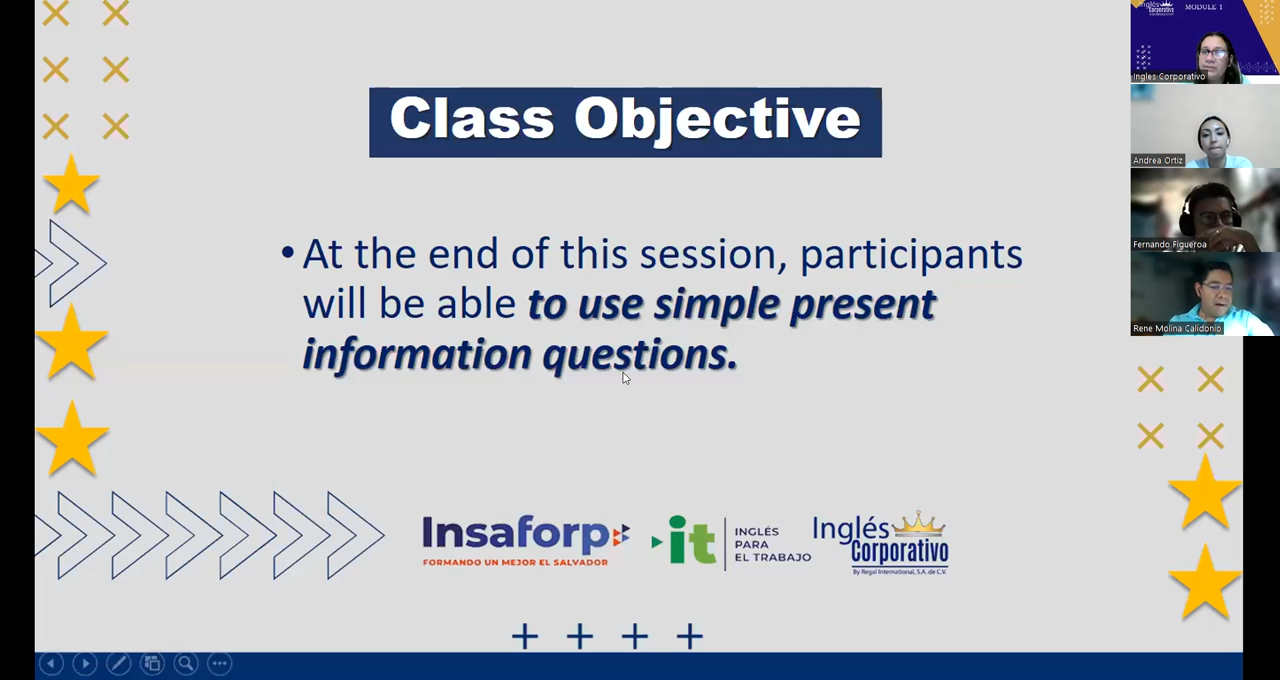 Class Objective
• At the end of this session, participants
will be able to use simple present
information questions.
Insaforp
FORMANDO UN MEJOR EL SALVADOR
it
INGLÉS
PARA
EL TRABAJO
Inglés
Corporativo
By Regal International, S.A. de C.V.
Inglés
Corporativo
MODULE 1
Ingles Corporativo
Andrea Ortiz
Fernando Figueroa
Rene Molina Calidonio